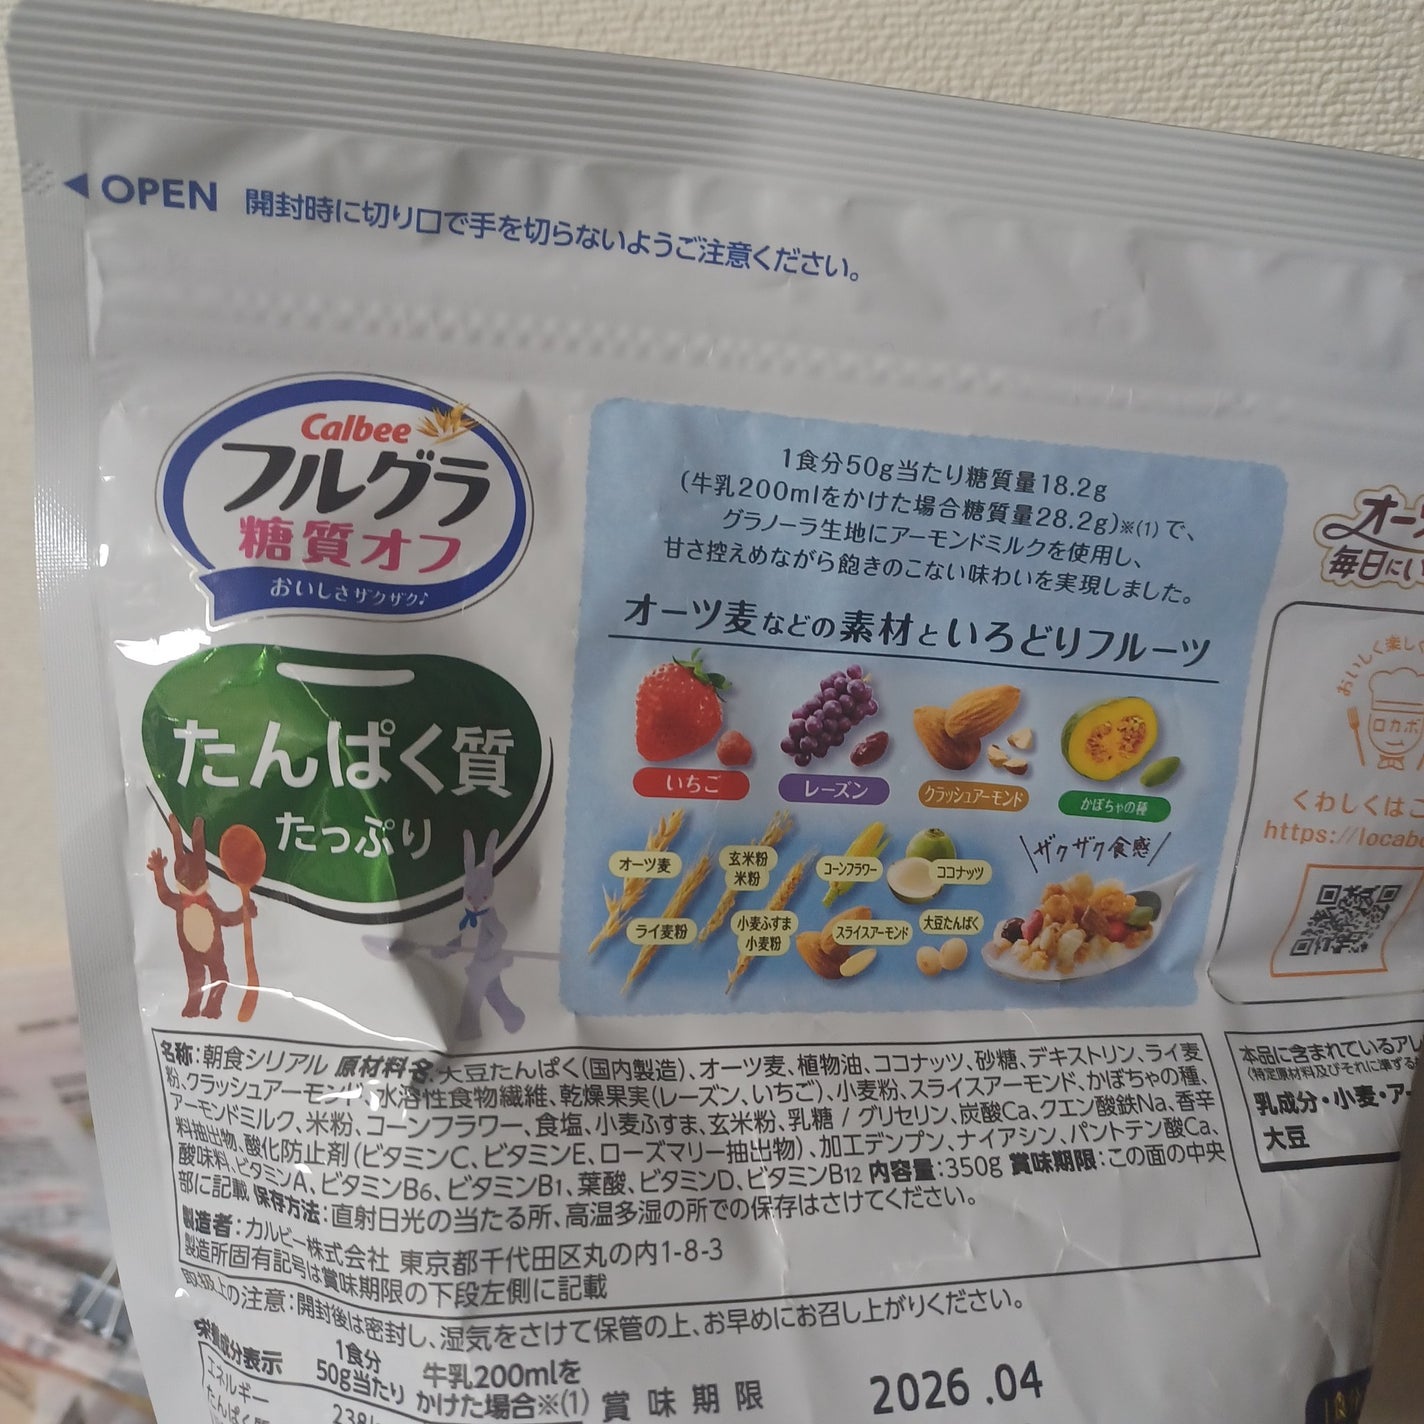 OPEN 開封時に切り口で手を切らないようご注意ください。
Calbee
フルグラ
糖質オフ
おいしさザクザク♪
たんぱく質
たっぷり
1食分50g当たり糖質量18.2g
(牛乳200mlをかけた場合糖質量28.2g)※(1)で、
グラノーラ生地にアーモンドミルクを使用し、
甘さ控えめながら飽きのこない味わいを実現しました。
オーツ麦などの素材といろどりフルーツ
いちご
レーズン
クラッシュアーモンド
かぼちゃの種
オーツ麦
玄米粉
米粉
コーンフラワー
ココナッツ
ザクザク食感
ライ麦粉
小麦ふすま
小麦粉
スライスアーモンド
大豆たんぱく
毎日に
おいしく楽し
ロカボ
くわしくは
https://locab
名称:朝食シリアル 原材料名:大豆たんぱく(国内製造)、オーツ麦、植物油、ココナッツ、砂糖、デキストリン、ライ麦
粉、クラッシュアーモンド、水溶性食物繊維、乾燥果実(レーズン、いちご)、小麦粉、スライスアーモンド、かぼちゃの種、
アーモンドミルク、米粉、コーンフラワー、食塩、小麦ふすま、玄米粉、乳糖 / グリセリン、炭酸Ca、クエン酸鉄Na、香辛
料抽出物、酸化防止剤(ビタミンC、ビタミンE、ローズマリー抽出物)、加工デンプン、ナイアシン、パントテン酸Ca、
酸味料、ビタミンA、ビタミンB6、ビタミンB1、葉酸、ビタミンD、ビタミンB12 内容量:350g 賞味期限:この面の中央
部に記載 保存方法:直射日光の当たる所、高温多湿の所での保存はさけてください。
製造者:カルビー株式会社 東京都千代田区丸の内1-8-3
製造所固有記号は賞味期限の下段左側に記載
取扱上の注意:開封後は密封し、湿気をさけて保管の上、お早めにお召し上がりください。
本品に含まれているアレ
(特定原材料及びそれに準ずる
乳成分・小麦・ア
大豆
栄養成分表示
1食分
50g当たり
牛乳200mlを
かけた場合※(1)
エネルギー
たんぱく質
賞味期限 2026.04